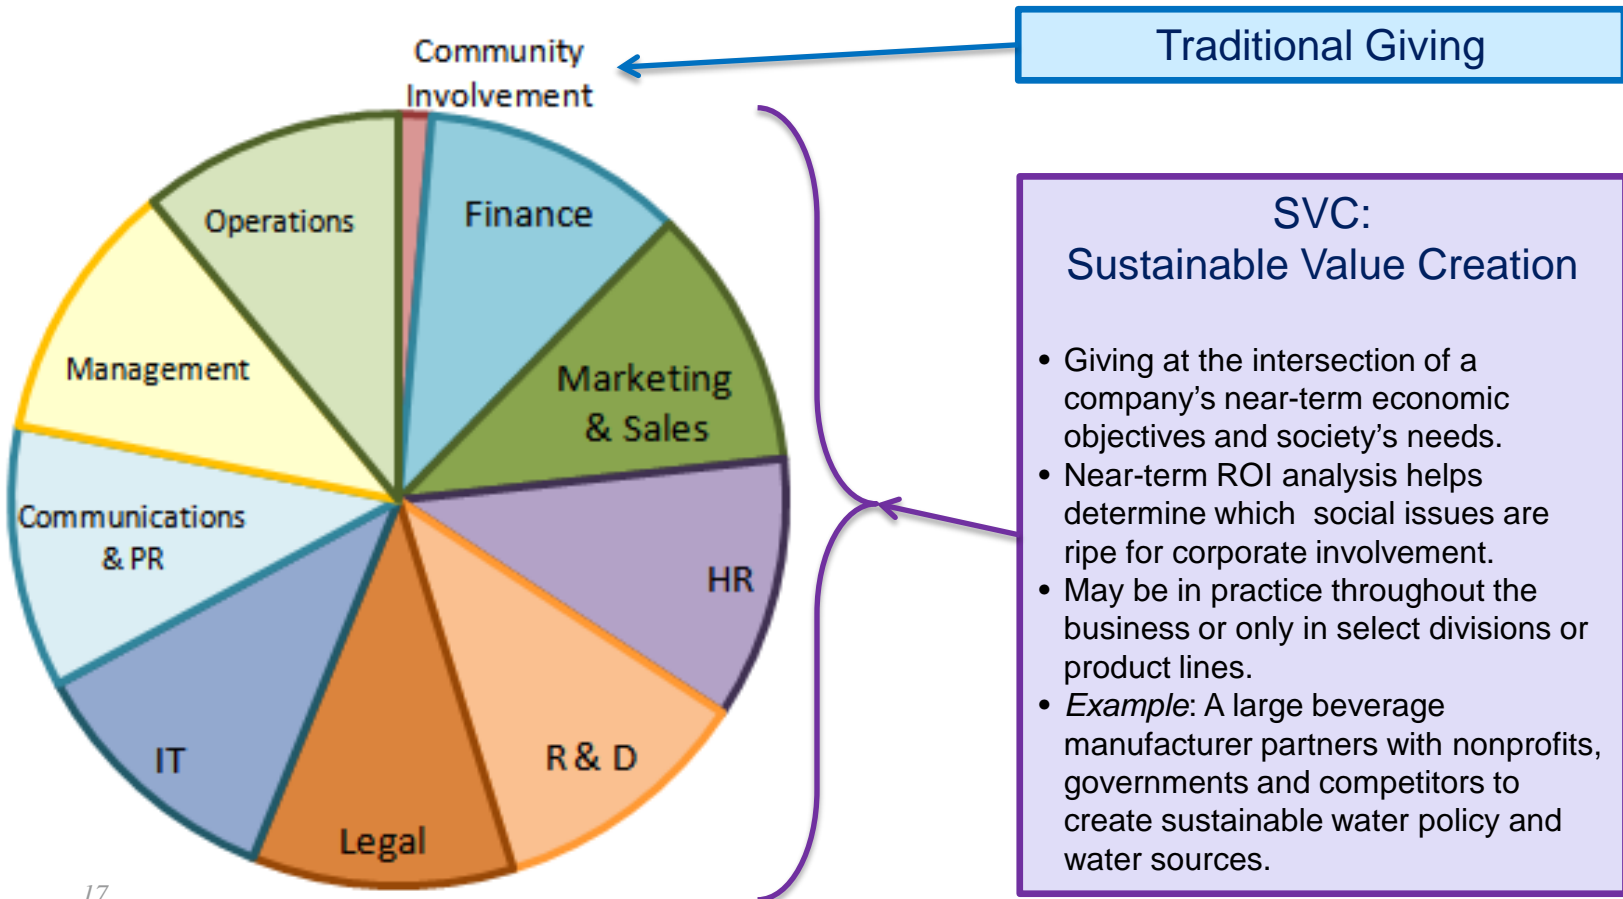 Community
Involvement
Traditional Giving
Operations
Finance
Management
Marketing
& Sales
Communications
& PR
HR
IT
R & D
Legal
SVC:
Sustainable Value Creation
• Giving at the intersection of a
company’s near-term economic
objectives and society’s needs.
• Near-term ROI analysis helps
determine which  social issues are
ripe for corporate involvement.
• May be in practice throughout the
business or only in select divisions or
product lines.
• Example: A large beverage
manufacturer partners with nonprofits,
governments and competitors to
create sustainable water policy and
water sources.
17